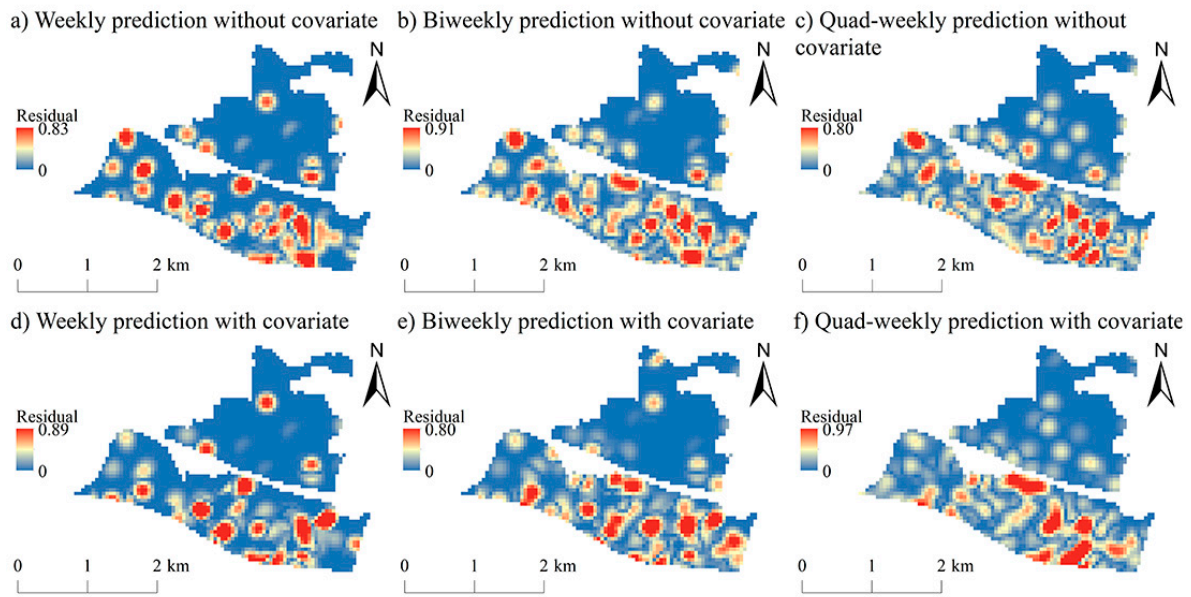 a) Weekly prediction without covariate
N
Residual
0.83
0
0 1 2 km
b) Biweekly prediction without covariate
N
Residual
0.91
0
0 1 2 km
c) Quad-weekly prediction without
covariate
N
Residual
0.80
0
0 1 2 km
d) Weekly prediction with covariate
N
Residual
0.89
0
0 1 2 km
e) Biweekly prediction with covariate
N
Residual
0.80
0
0 1 2 km
f) Quad-weekly prediction with covariate
N
Residual
0.97
0
0 1 2 km